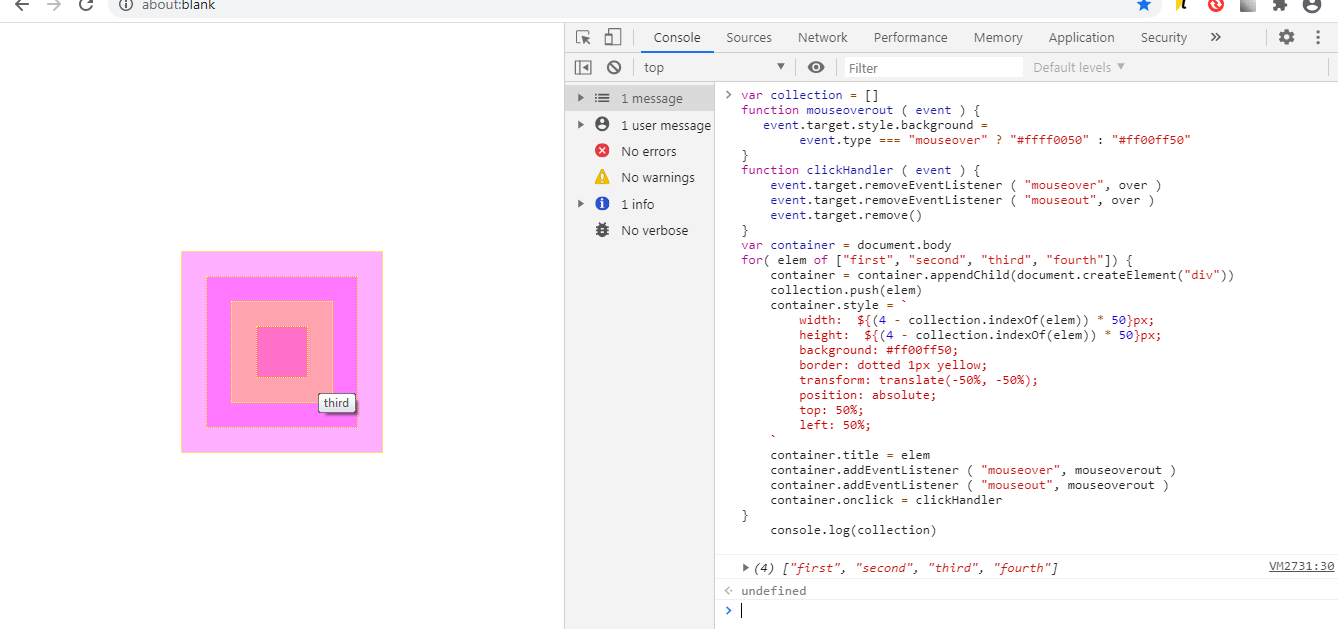 about:blank
Console Sources Network Performance Memory Application Security »
top ▼ Filter Default levels ▼
1 message
1 user message
No errors
No warnings
1 info
No verbose
third
> var collection = []
function mouseoverout ( event ) {
   event.target.style.background =
        event.type === "mouseover" ? "#ffff0050" : "#ff00ff50"
}
function clickHandler ( event ) {
    event.target.removeEventListener ( "mouseover", over )
    event.target.removeEventListener ( "mouseout", over )
    event.target.remove()
}
var container = document.body
for( elem of ["first", "second", "third", "fourth"]) {
    container = container.appendChild(document.createElement("div"))
    collection.push(elem)
    container.style = `
        width:  ${(4 - collection.indexOf(elem)) * 50}px;
        height:  ${(4 - collection.indexOf(elem)) * 50}px;
        background: #ff00ff50;
        border: dotted 1px yellow;
        transform: translate(-50%, -50%);
        position: absolute;
        top: 50%;
        left: 50%;
    `
    container.title = elem
    container.addEventListener ( "mouseover", mouseoverout )
    container.addEventListener ( "mouseout", mouseoverout )
    container.onclick = clickHandler
}
    console.log(collection)
(4) ["first", "second", "third", "fourth"] VM2731:30
undefined
>